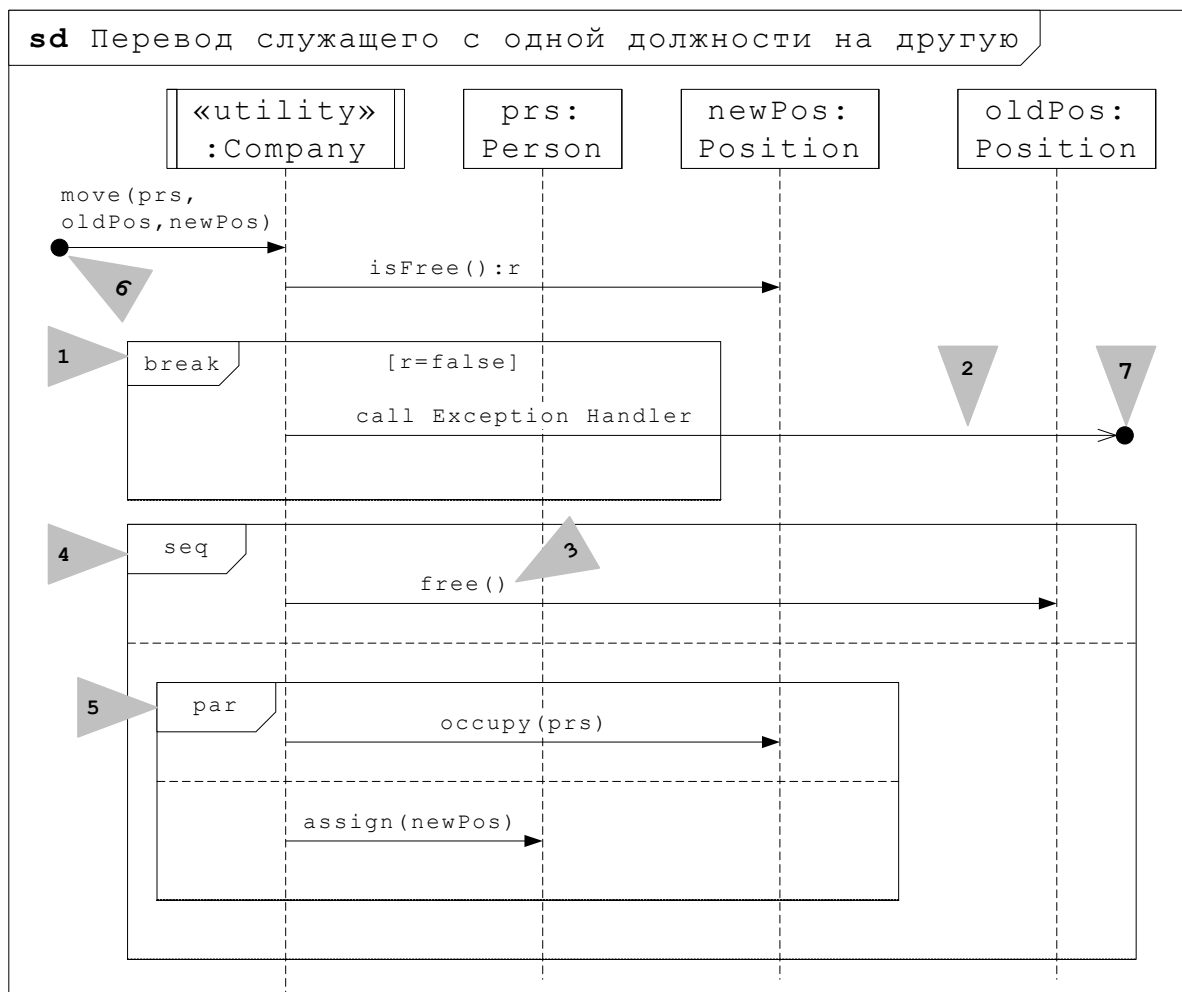 sd Перевод служащего с одной должности на другую
«utility»
:Company
prs:
Person
newPos:
Position
oldPos:
Position
move(prs,
oldPos,newPos)
isFree():r
6
1
break
[r=false]
2
7
call Exception Handler
4
seq
3
free()
5
par
occupy(prs)
assign(newPos)